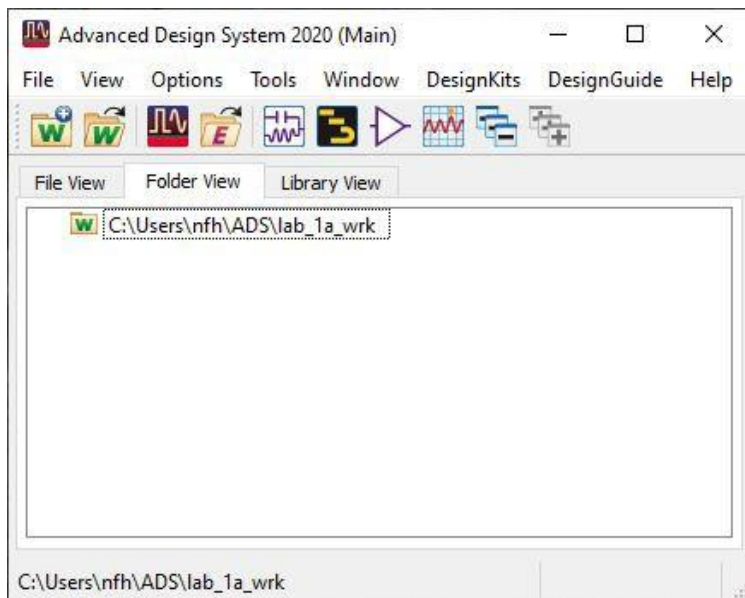 Advanced Design System 2020 (Main)
File View Options Tools Window DesignKits DesignGuide Help
W W E
File View Folder View Library View
W C:\Users\nfh\ADS\lab_1a_wrk
C:\Users\nfh\ADS\lab_1a_wrk